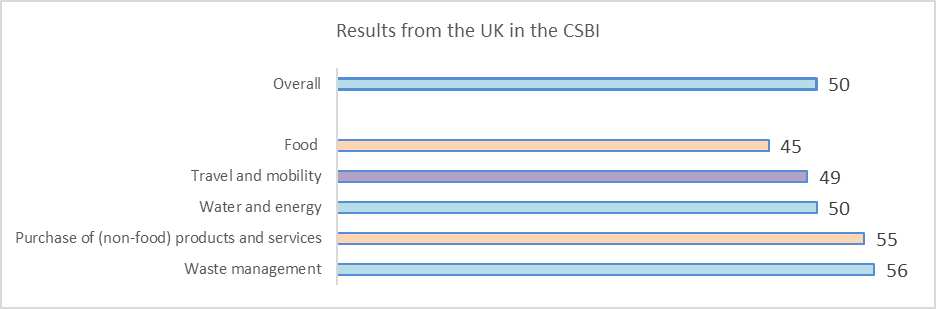 Results from the UK in the CSBI
Overall 50
Food 45
Travel and mobility 49
Water and energy 50
Purchase of (non-food) products and services 55
Waste management 56